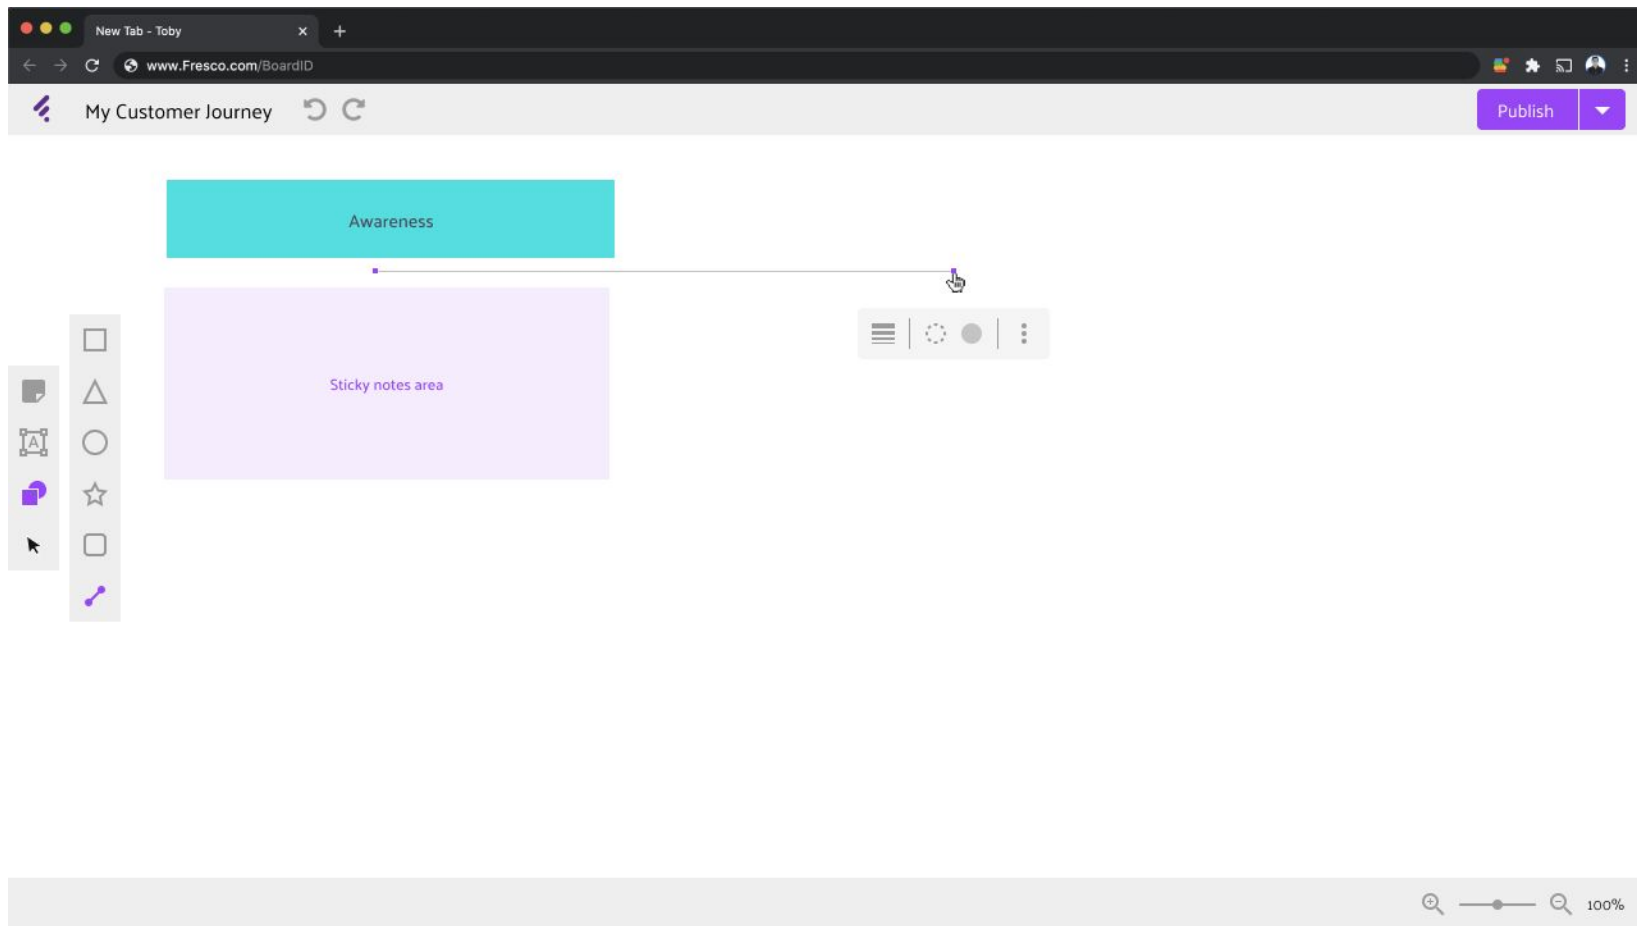 New Tab - Toby
www.Fresco.com/BoardID
My Customer Journey
Publish
Awareness
Sticky notes area
A
100%